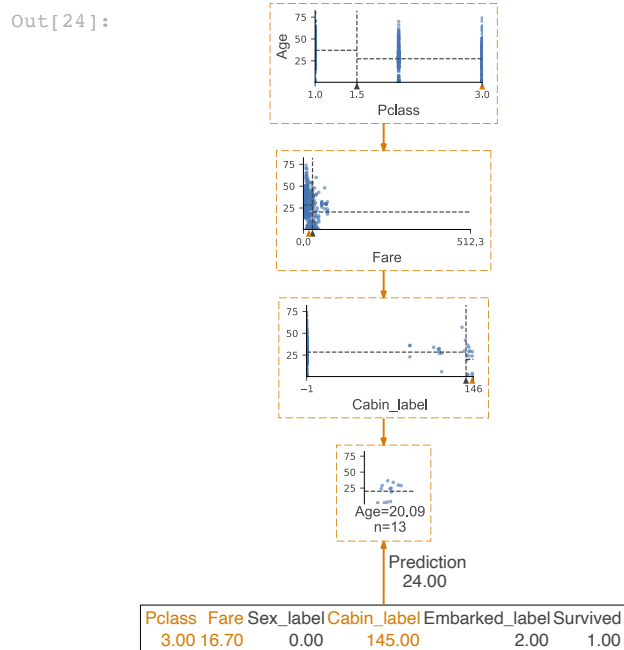 Out[24]:
75
50
25
Age
1.0 1.5 3.0
Pclass
75
50
25
0.0 512.3
Fare
75
50
25
−1 146
Cabin_label
75
50
25
Age=20.09
n=13
Prediction
24.00
Pclass Fare Sex_label Cabin_label Embarked_label Survived
3.00 16.70 0.00 145.00 2.00 1.00